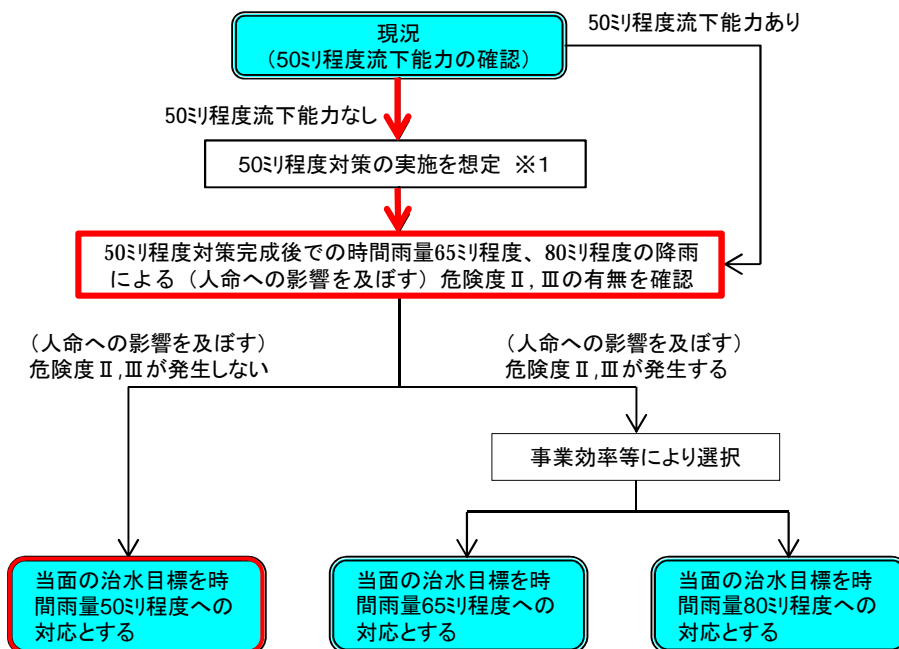 現況
(50ﾐﾘ程度流下能力の確認)
50ﾐﾘ程度流下能力あり
50ﾐﾘ程度流下能力なし
50ﾐﾘ程度対策の実施を想定 ※1
50ﾐﾘ程度対策完成後での時間雨量65ﾐﾘ程度、80ﾐﾘ程度の降雨
による（人命への影響を及ぼす）危険度Ⅱ,Ⅲの有無を確認
（人命への影響を及ぼす）
危険度Ⅱ,Ⅲが発生しない
（人命への影響を及ぼす）
危険度Ⅱ,Ⅲが発生する
事業効率等により選択
当面の治水目標を時
間雨量50ﾐﾘ程度への
対応とする
当面の治水目標を時
間雨量65ﾐﾘ程度への
対応とする
当面の治水目標を時
間雨量80ﾐﾘ程度への
対応とする